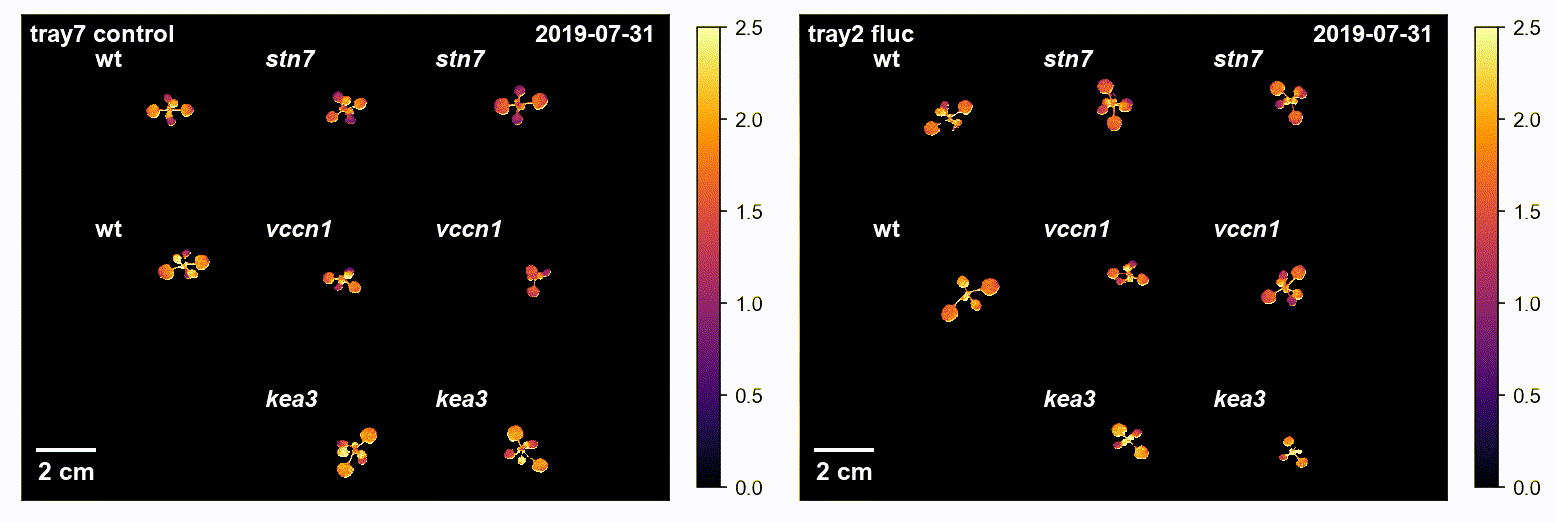 tray7 control 2019-07-31
wt stn7 stn7
wt vccn1 vccn1
kea3 kea3
2 cm
2.5
2.0
1.5
1.0
0.5
0.0
tray2 fluc 2019-07-31
wt stn7 stn7
wt vccn1 vccn1
kea3 kea3
2 cm
2.5
2.0
1.5
1.0
0.5
0.0